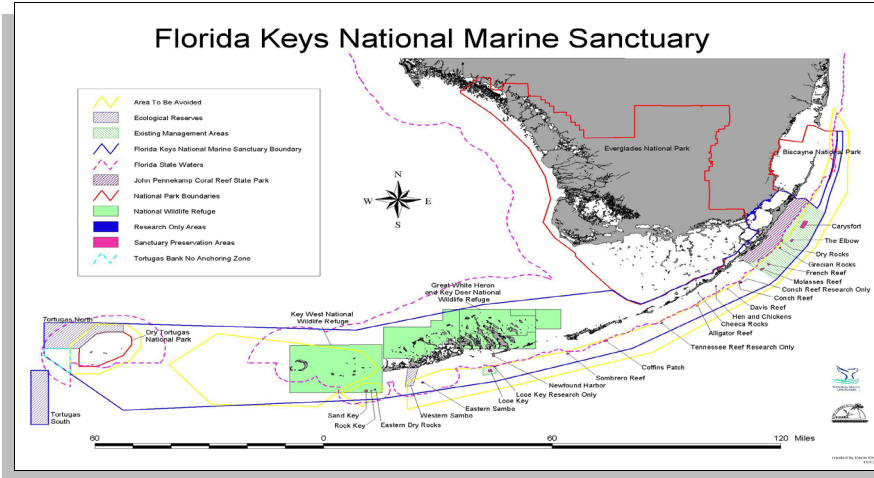 Florida Keys National Marine Sanctuary
Area To Be Avoided
Ecological Reserves
Existing Management Areas
Florida Keys National Marine Sanctuary Boundary
Florida State Waters
John Pennekamp Coral Reef State Park
National Park Boundaries
National Wildlife Refuge
Research Only Areas
Sanctuary Preservation Areas
Tortugas Bank No Anchoring Zone
N
W
E
S
Everglades National Park
Biscayne National Park
Carysfort
The Elbow
Dry Rocks
Grecian Rocks
French Reef
Molasses Reef
Conch Reef Research Only
Conch Reef
Davis Reef
Hen and Chickens
Cheeca Rocks
Alligator Reef
Tennessee Reef Research Only
Great White Heron
and Key Deer National
Wildlife Refuge
Key West National
Wildlife Refuge
Tortugas North
Dry Tortugas
National Park
Coffins Patch
Sombrero Reef
Newfound Harbor
Looe Key Research Only
Looe Key
Eastern Sambo
Western Sambo
Sand Key
Rock Key
Eastern Dry Rocks
Tortugas
South
60
0
60
120
Miles
created by Kevin